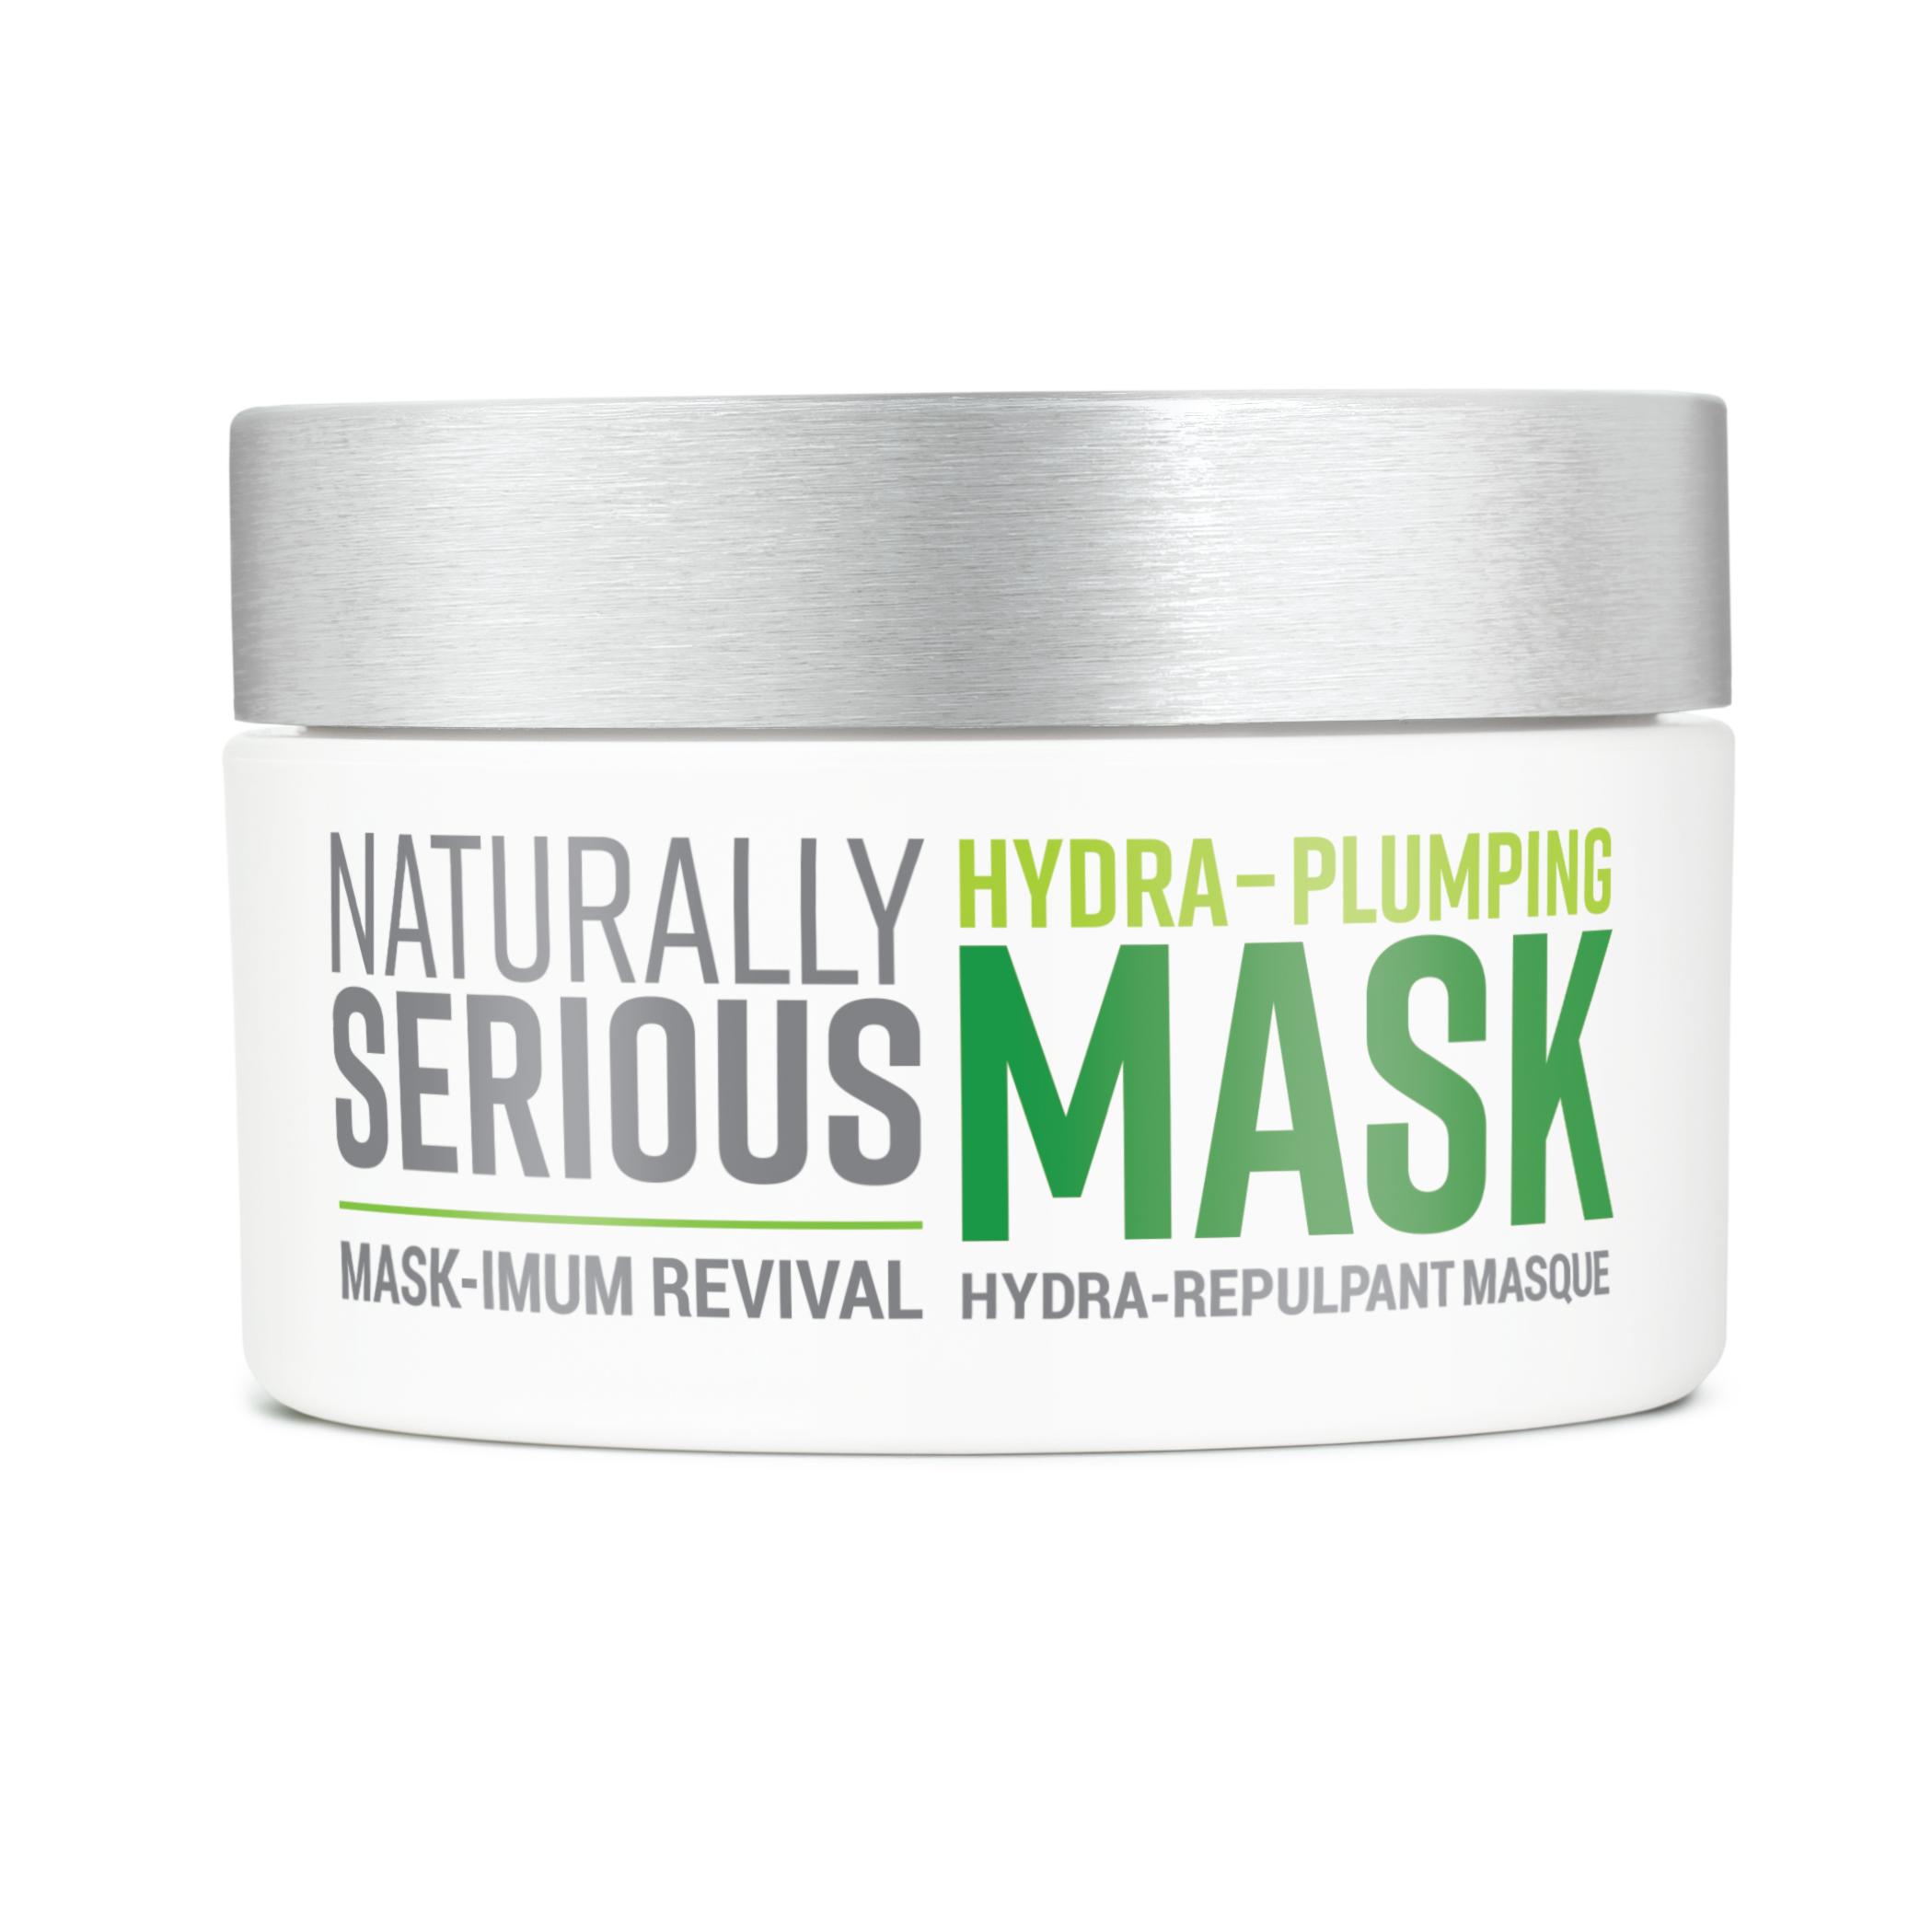 NATURALLY
SERIOUS
MASK-IMUM REVIVAL
HYDRA-PLUMPING
MASK
HYDRA-REPULPANT MASQUE